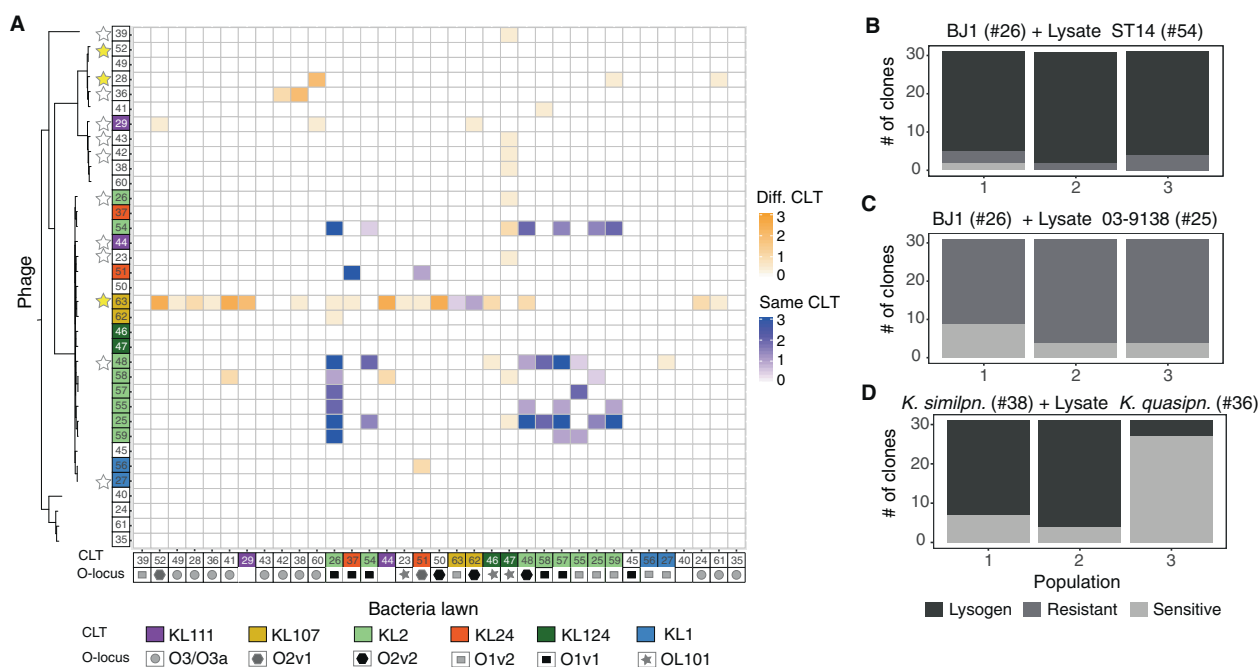 A
Phage
39
52
49
28
36
41
29
43
42
38
60
26
37
54
44
23
51
50
63
62
46
47
48
58
57
55
25
59
45
56
27
40
24
61
35
CLT 39 52 49 28 36 41 29 43 42 38 60 26 37 54 44 23 51 50 63 62 46 47 48 58 57 55 25 59 45 56 27 40 24 61 35
O-locus
Bacteria lawn
CLT KL111 KL107 KL2 KL24 KL124 KL1
O-locus O3/O3a O2v1 O2v2 O1v2 O1v1 OL101
Diff. CLT
3
2
1
0
Same CLT
3
2
1
0
B
BJ1 (#26) + Lysate ST14 (#54)
# of clones
30
20
10
0
1 2 3
C
BJ1 (#26) + Lysate 03-9138 (#25)
# of clones
30
20
10
0
1 2 3
D
K. similpn. (#38) + Lysate K. quasipn. (#36)
# of clones
30
20
10
0
1 2 3
Population
Lysogen Resistant Sensitive